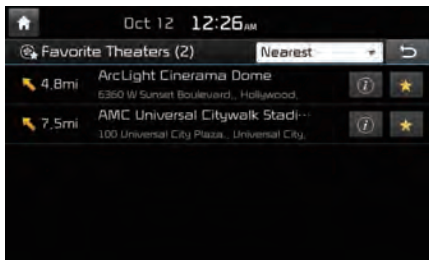 Oct 12 12:26AM
Favorite Theaters (2) Nearest
4.8mi ArcLight Cinerama Dome
6360 W Sunset Boulevard., Hollywood,
7.5mi AMC Universal Citywalk Stadi···
100 Universal City Plaza., Universal City,